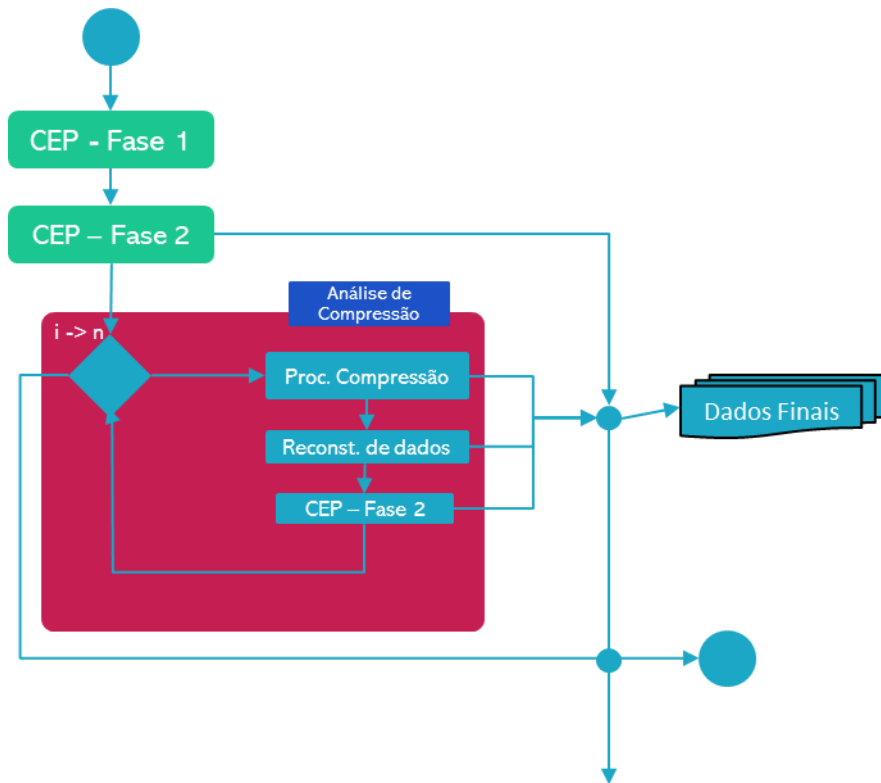 CEP - Fase 1
CEP – Fase 2
Análise de
Compressão
i -> n
Proc. Compressão
Reconst. de dados
CEP – Fase 2
Dados Finais